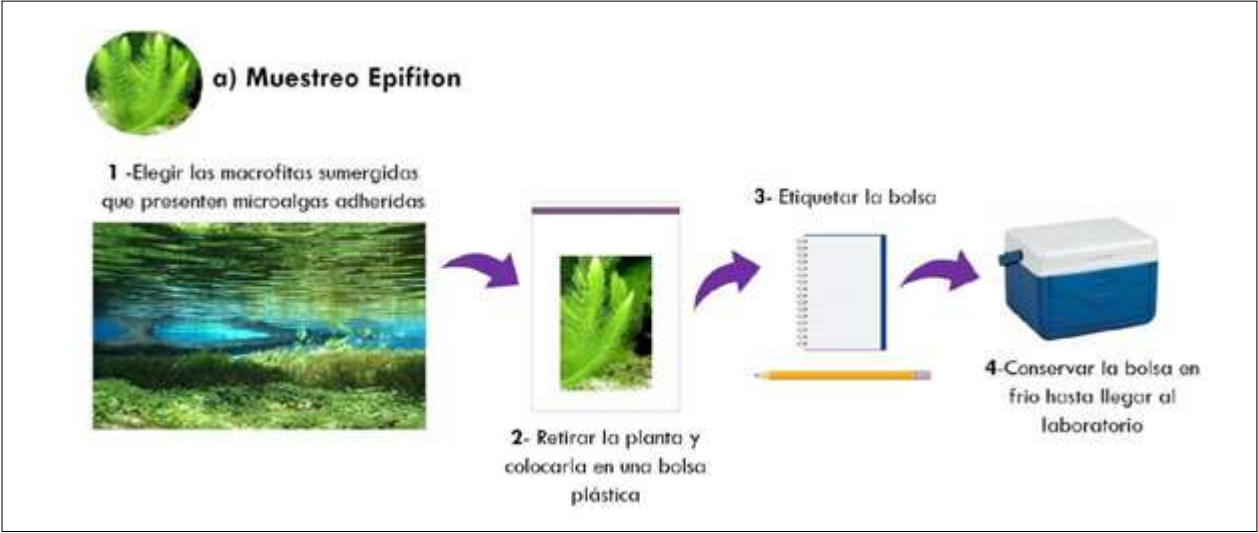 a) Muestreo Epifiton
1 -Elegir las macrofitas sumergidas
que presenten microalgas adheridas
2- Retirar la planta y
colocarla en una bolsa
plástica
3- Etiquetar la bolsa
4-Conservar la bolsa en
frio hasta llegar al
laboratorio